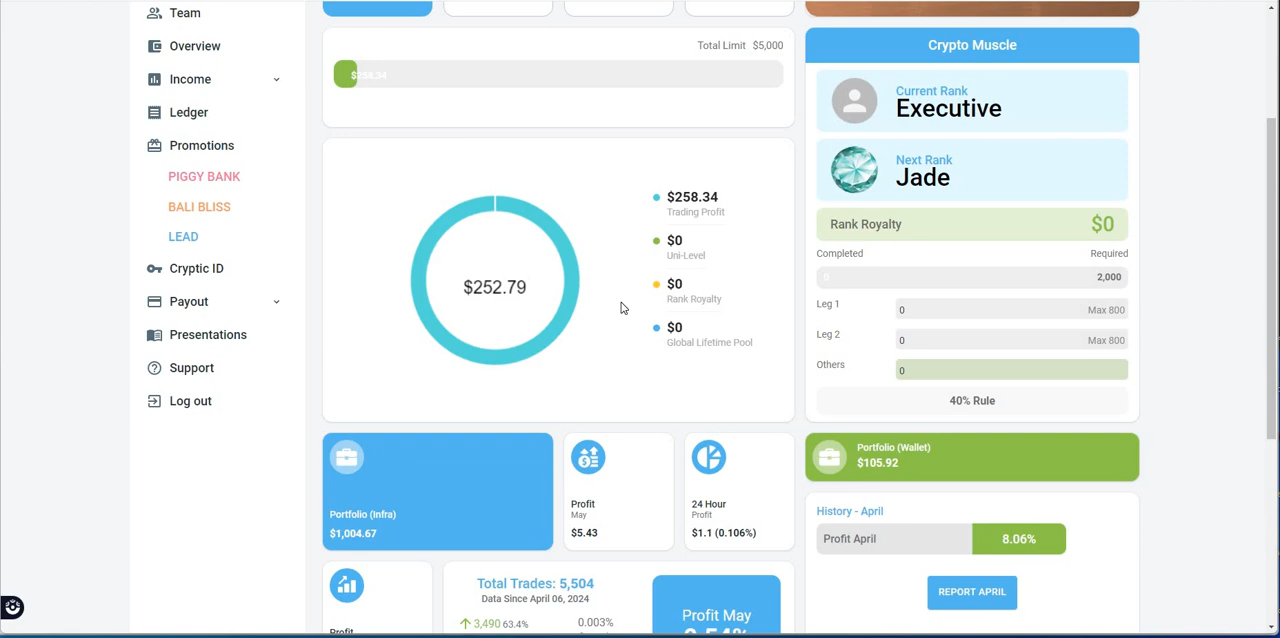 Team
Overview
Income
Ledger
Promotions
PIGGY BANK
BALI BLISS
LEAD
Cryptic ID
Payout
Presentations
Support
Log out
Total Limit $5,000
$258.34
$252.79
$258.34
Trading Profit
$0
Uni-Level
$0
Rank Royalty
$0
Global Lifetime Pool
Crypto Muscle
Current Rank
Executive
Next Rank
Jade
Rank Royalty $0
Completed Required
0 2,000
Leg 1 0 Max 800
Leg 2 0 Max 800
Others 0
40% Rule
Portfolio (Infra)
$1,004.67
Profit
May
$5.43
24 Hour
Profit
$1.1 (0.106%)
Portfolio (Wallet)
$105.92
History - April
Profit April 8.06%
REPORT APRIL
Profit
Total Trades: 5,504
Data Since April 06, 2024
3,490 63.4% 0.003%
Profit May